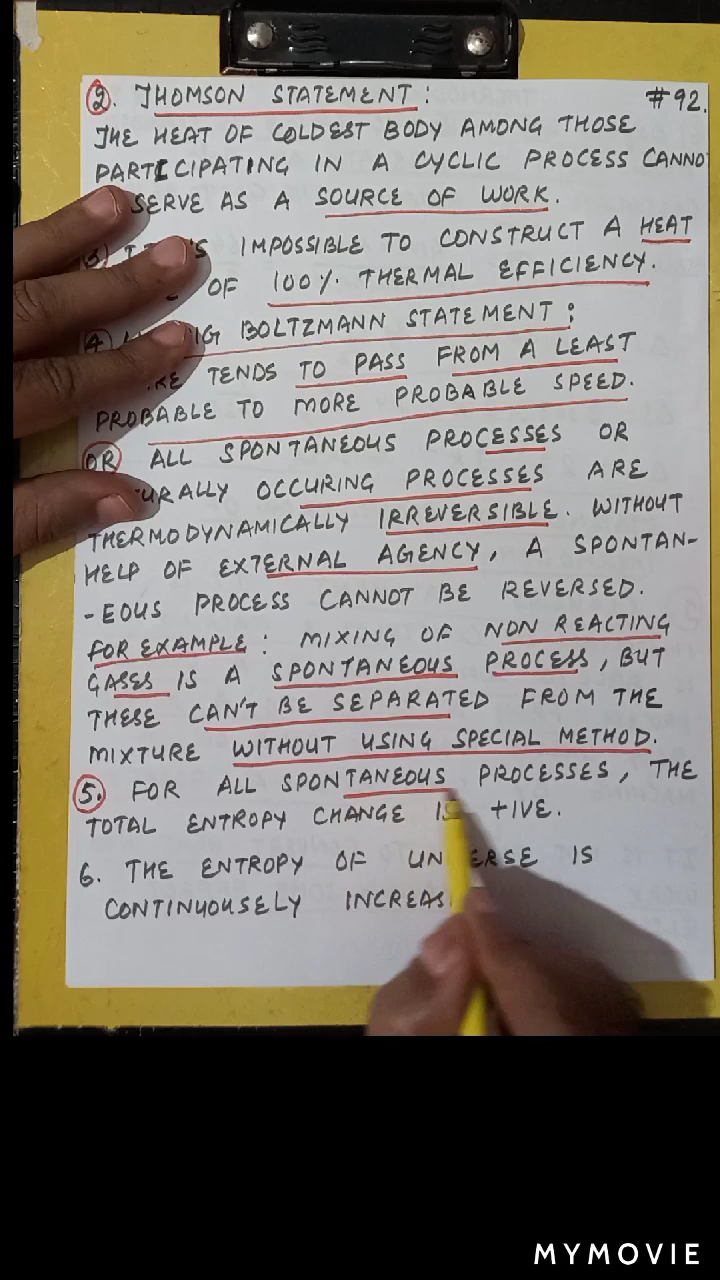 2. THOMSON STATEMENT : #92.
THE HEAT OF COLDEST BODY AMONG THOSE
PARTICIPATING IN A CYCLIC PROCESS CANNO
SERVE AS A SOURCE OF WORK.
IMPOSSIBLE TO CONSTRUCT A HEAT
OF 100% THERMAL EFFICIENCY.
BOLTZMANN STATEMENT :
TENDS TO PASS FROM A LEAST
PROBABLE TO MORE PROBABLE SPEED.
OR ALL SPONTANEOUS PROCESSES OR
URALLY OCCURING PROCESSES ARE
THERMODYNAMICALLY IRREVERSIBLE. WITHOUT
HELP OF EXTERNAL AGENCY, A SPONTAN-
-EOUS PROCESS CANNOT BE REVERSED.
FOR EXAMPLE : MIXING OF NON REACTING
GASES IS A SPONTANEOUS PROCESS, BUT
THESE CAN'T BE SEPARATED FROM THE
MIXTURE WITHOUT USING SPECIAL METHOD.
5. FOR ALL SPONTANEOUS PROCESSES, THE
TOTAL ENTROPY CHANGE IS +IVE.
6. THE ENTROPY OF UNIVERSE IS
CONTINUOUSELY INCREAS
MYMOVIE